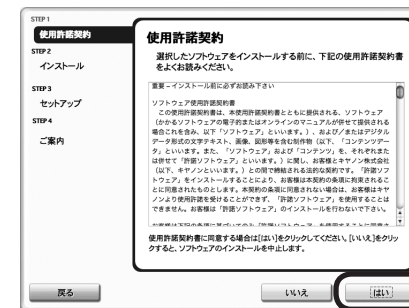 STEP 1
使用許諾契約
STEP 2
インストール
STEP 3
セットアップ
STEP 4
ご案内
使用許諾契約
選択したソフトウェアをインストールする前に、下記の使用許諾契約書
をよくお読みください。
重要 – インストール前に必ずお読み下さい
ソフトウェア使用許諾契約書
この使用許諾契約書は、本使用許諾契約書とともに提供される、ソフトウェア
(かかるソフトウェアの電子的またはオンラインのマニュアルが併せて提供される
場合これを含み、以下「ソフトウェア」といいます。)、および/またはデジタル
データ形式の文字テキスト、画像、図形等を含む制作物(以下、「コンテンツデー
タ」といいます。また、「ソフトウェア」および「コンテンツ」を、それぞれまた
は併せて「許諾ソフトウェア」といいます。)に関し、お客様とキヤノン株式会社
(以下、キヤノンといいます。)との間で締結される法的な契約です。「許諾ソフ
トウェア」をインストールすることにより、お客様は本契約の条項に拘束されるこ
とに同意されたものとします。本契約の条項に同意されない場合は、お客様はキヤ
ノンより使用許諾を受けることができず、「許諾ソフトウェア」を使用することは
できません。お客様は「許諾ソフトウェア」のインストールを行わないで下さい。
使用許諾契約書に同意する場合は[はい]をクリックしてください。[いいえ]をクリッ
クすると、ソフトウェアのインストールを中止します。
戻る
いいえ
はい